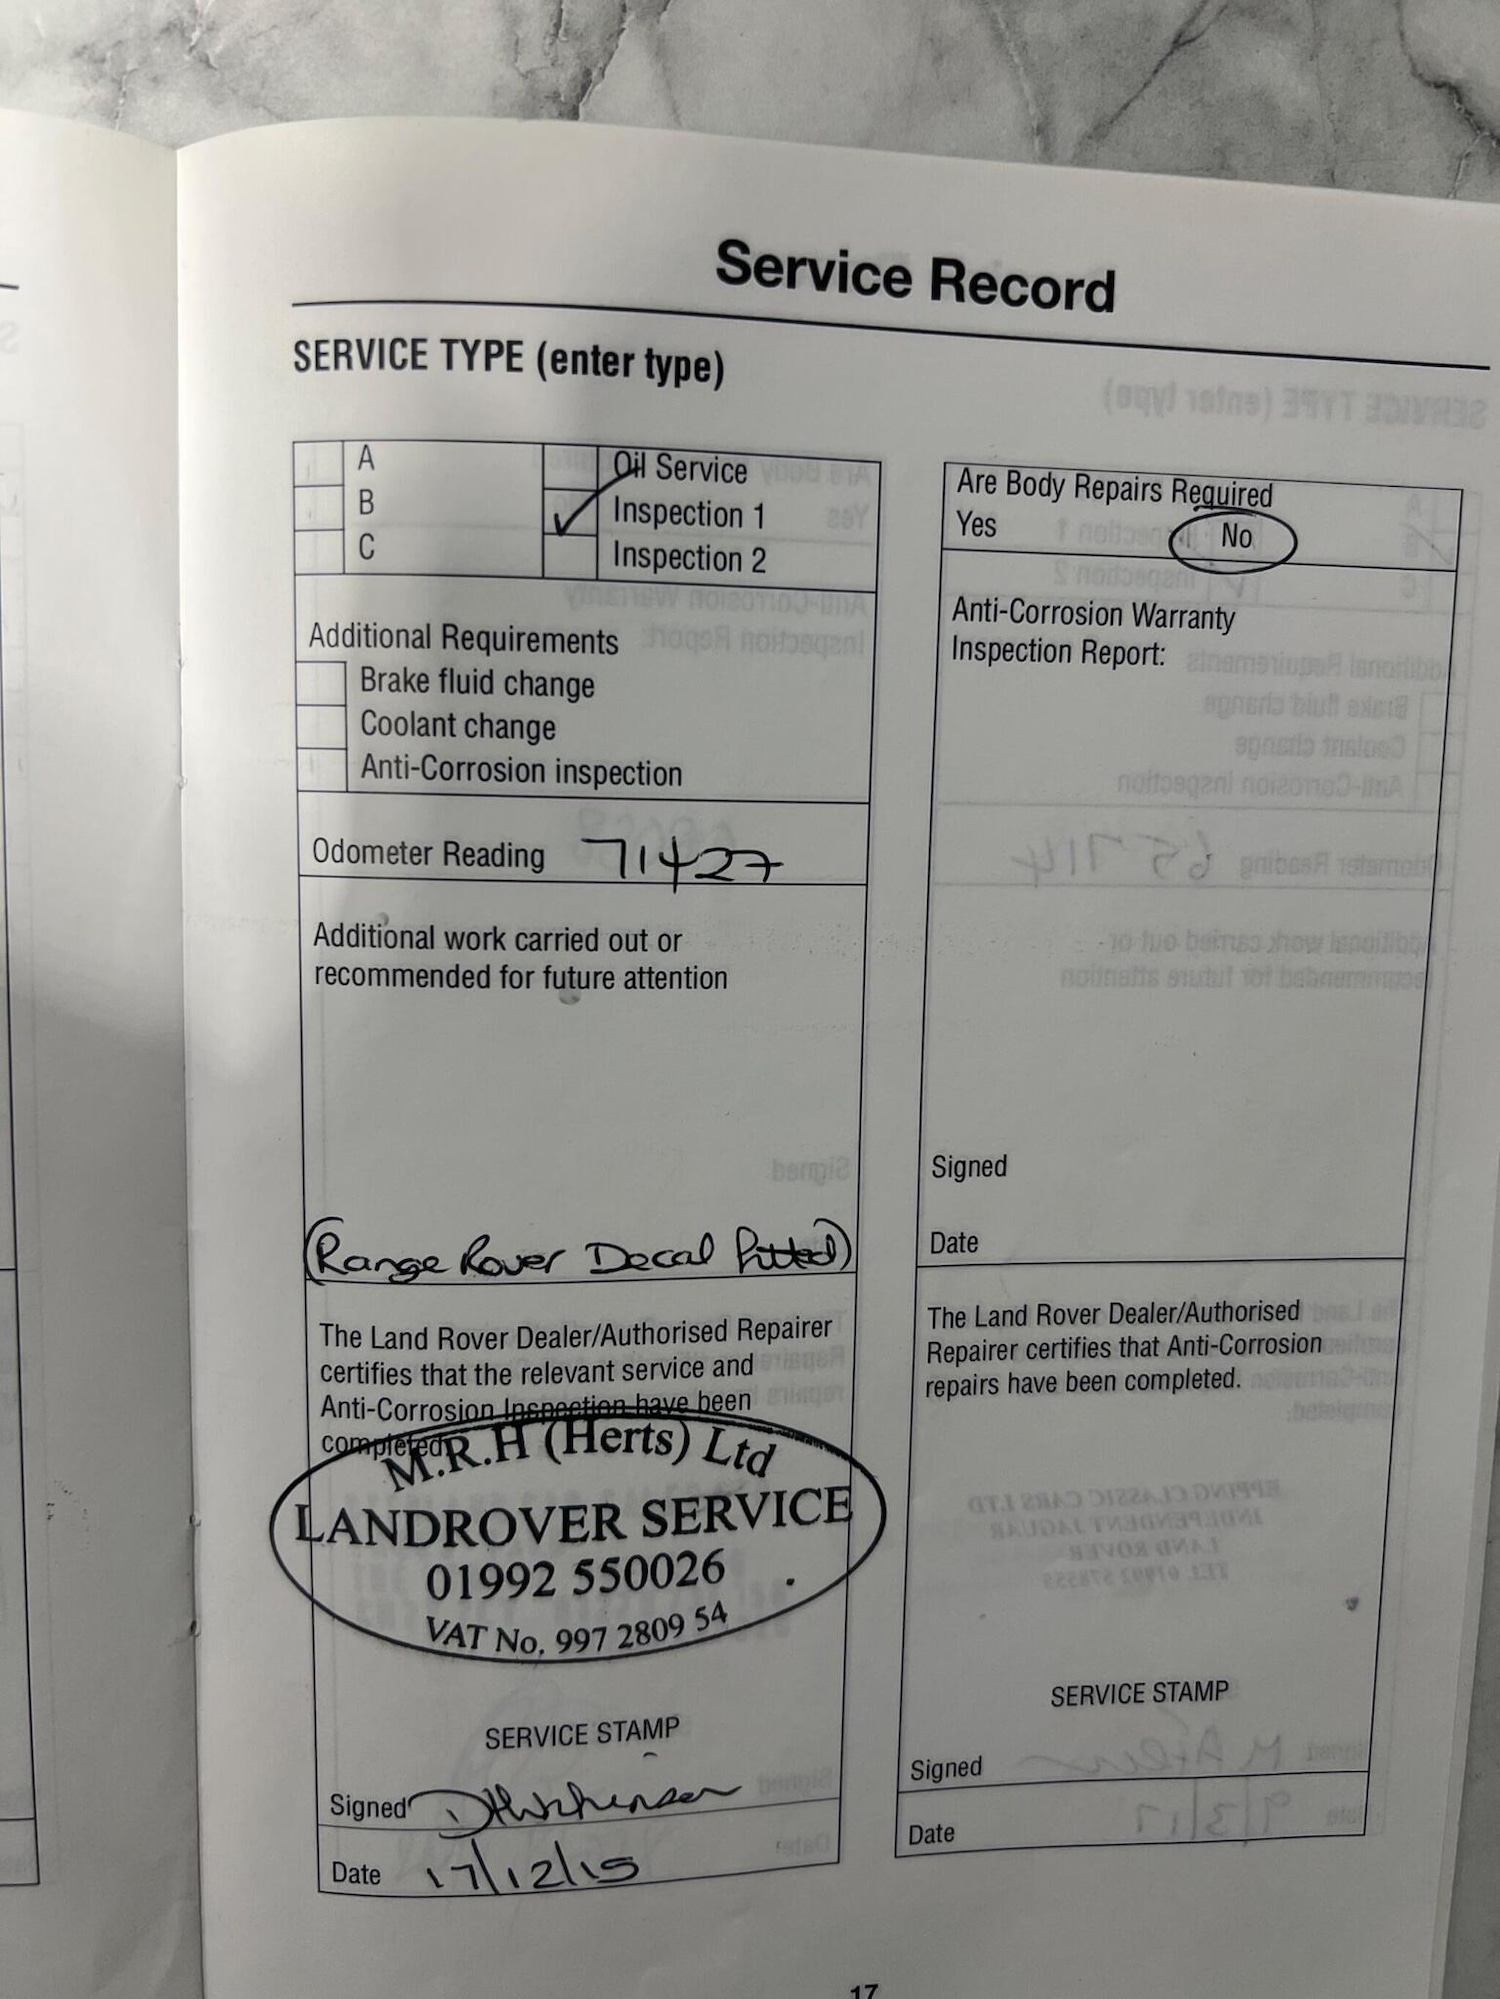 Service Record
SERVICE TYPE (enter type)
A
B
C
Oil Service
Inspection 1
Inspection 2
Additional Requirements
Brake fluid change
Coolant change
Anti-Corrosion inspection
Odometer Reading 71427
Additional work carried out or
recommended for future attention
(Range Rover Decal fitted)
The Land Rover Dealer/Authorised Repairer
certifies that the relevant service and
Anti-Corrosion Inspection have been
completed
M.R.H (Herts) Ltd
LANDROVER SERVICE
01992 550026
VAT No. 997 2809 54
SERVICE STAMP
Signed
Date 17/12/15
Are Body Repairs Required
Yes No
Anti-Corrosion Warranty
Inspection Report:
Signed
Date
The Land Rover Dealer/Authorised
Repairer certifies that Anti-Corrosion
repairs have been completed.
SERVICE STAMP
Signed
Date
17